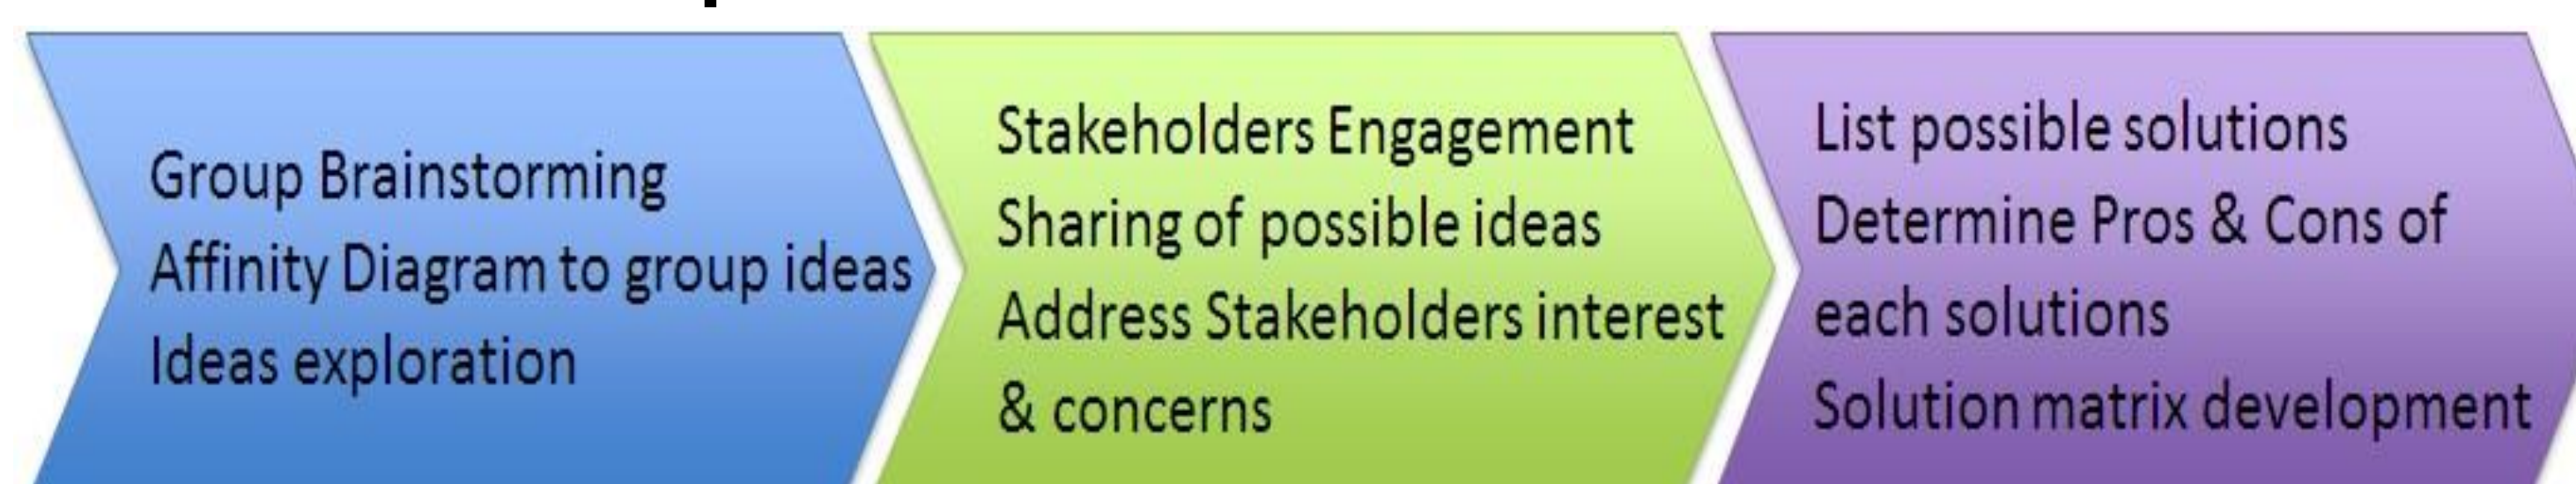 Group Brainstorming
Affinity Diagram to group ideas
Ideas exploration
Stakeholders Engagement
Sharing of possible ideas
Address Stakeholders interest
& concerns
List possible solutions
Determine Pros & Cons of
each solutions
Solution matrix development